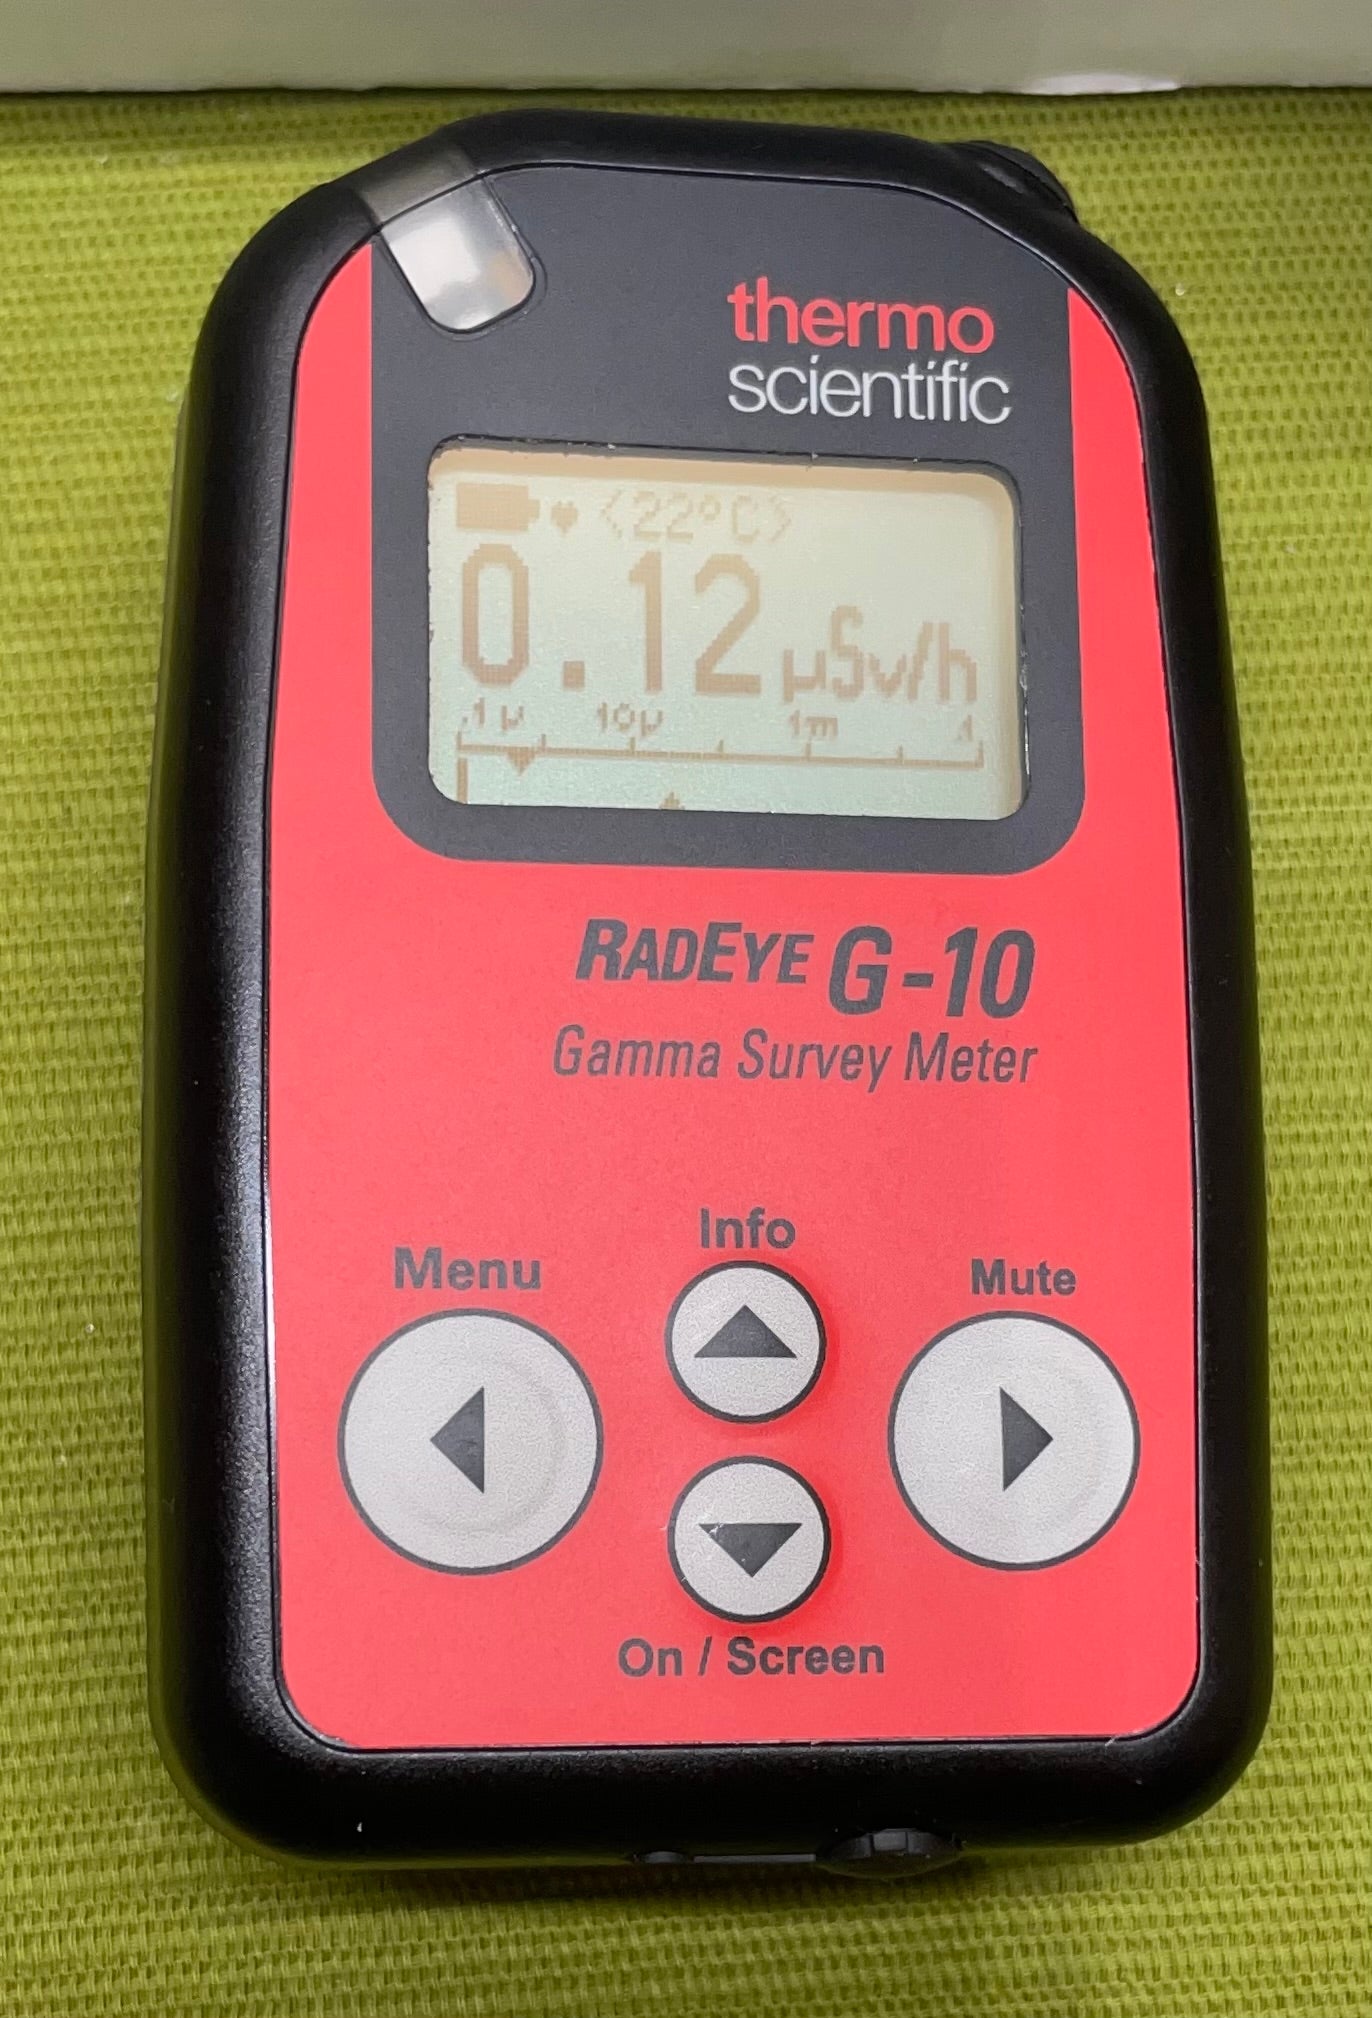 thermo
scientific
<22°C>
0.12 µSv/h
.1µ 10µ 1m .1
RADEYE G-10
Gamma Survey Meter
Info
Menu
Mute
On / Screen